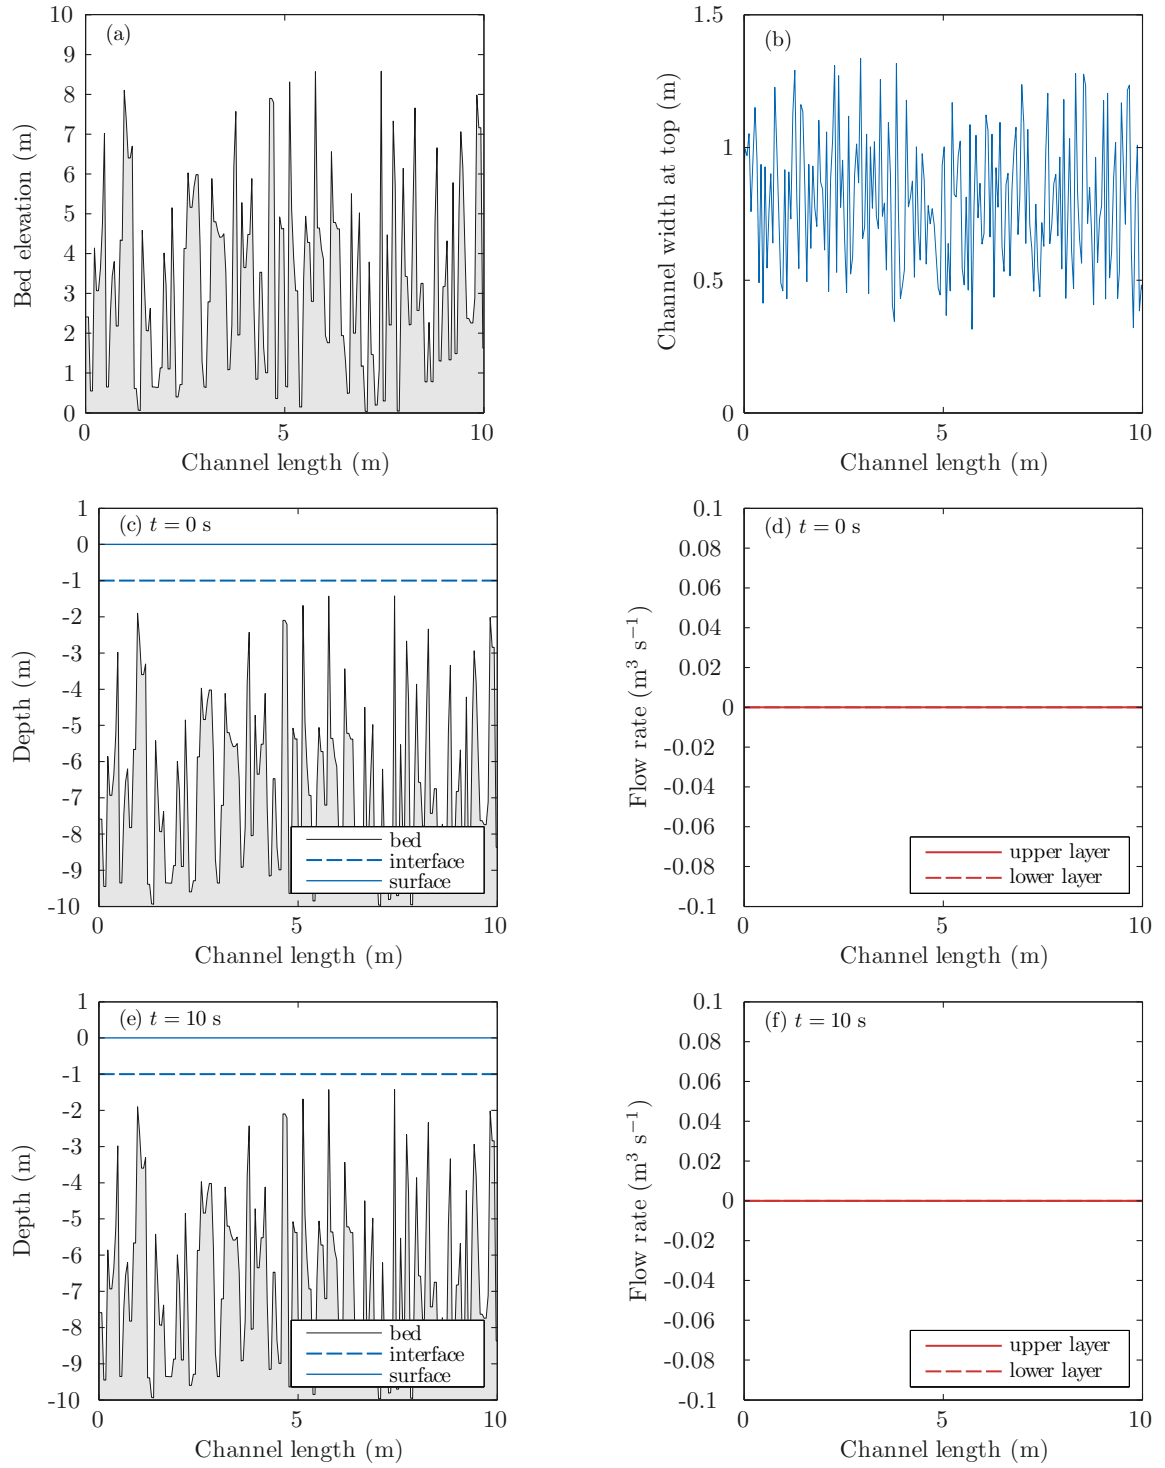 (a)
Bed elevation (m)
10
9
8
7
6
5
4
3
2
1
0
0 5 10
Channel length (m)
(b)
Channel width at top (m)
1.5
1
0.5
0
0 5 10
Channel length (m)
(c) t = 0 s
Depth (m)
1
0
-1
-2
-3
-4
-5
-6
-7
-8
-9
-10
bed
interface
surface
0 5 10
Channel length (m)
(d) t = 0 s
Flow rate (m³ s⁻¹)
0.1
0.08
0.06
0.04
0.02
0
-0.02
-0.04
-0.06
-0.08
-0.1
upper layer
lower layer
0 5 10
Channel length (m)
(e) t = 10 s
Depth (m)
1
0
-1
-2
-3
-4
-5
-6
-7
-8
-9
-10
bed
interface
surface
0 5 10
Channel length (m)
(f) t = 10 s
Flow rate (m³ s⁻¹)
0.1
0.08
0.06
0.04
0.02
0
-0.02
-0.04
-0.06
-0.08
-0.1
upper layer
lower layer
0 5 10
Channel length (m)